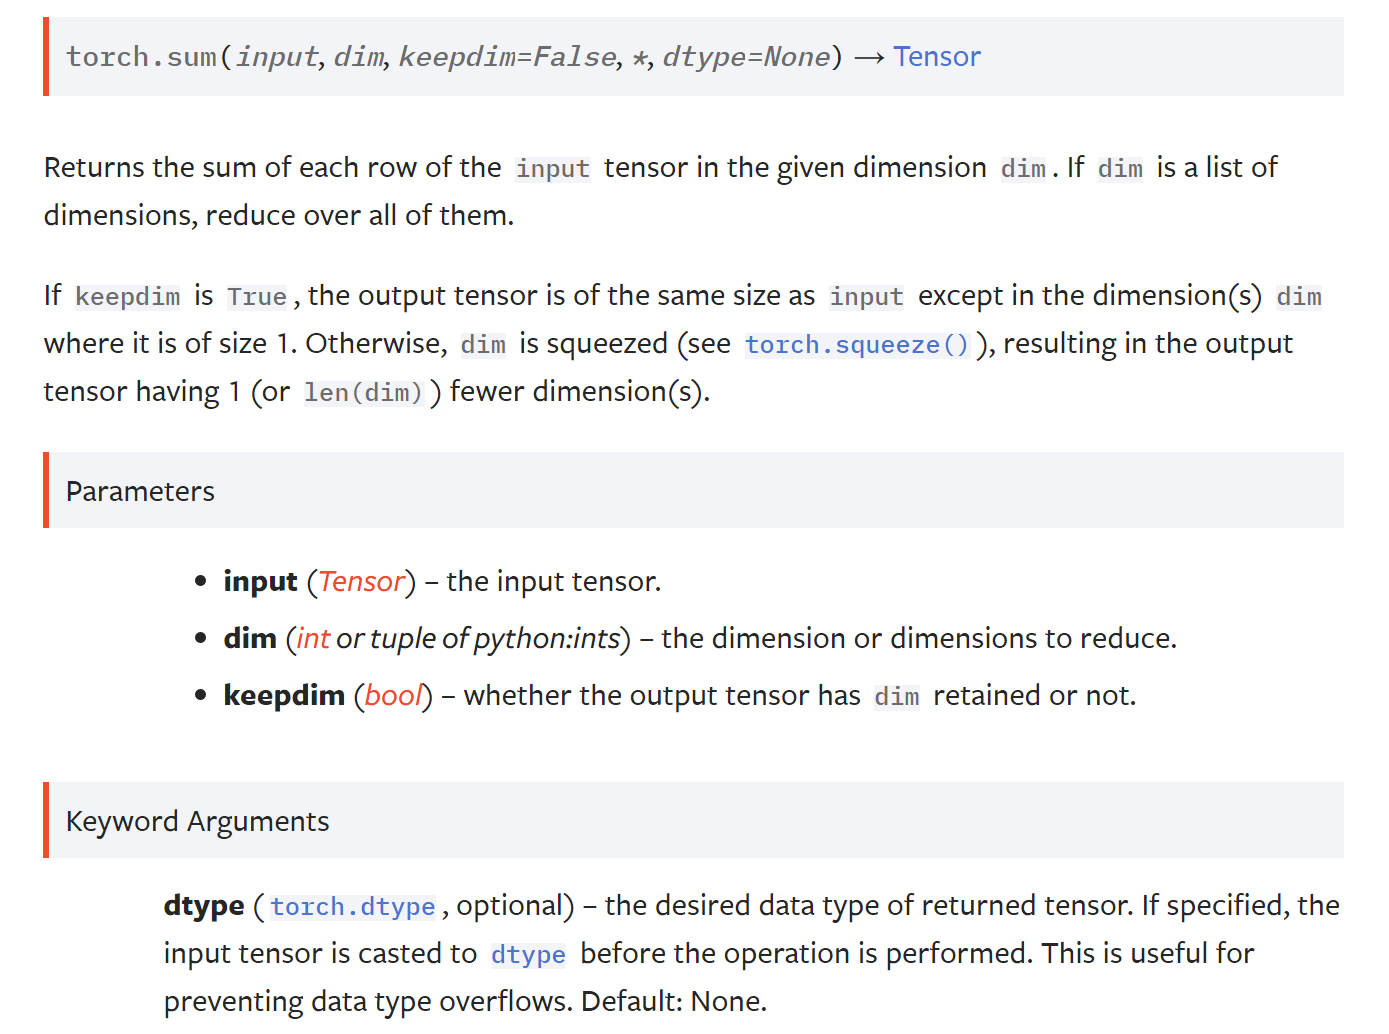 torch.sum(input, dim, keepdim=False, *, dtype=None) → Tensor
Returns the sum of each row of the input tensor in the given dimension dim. If dim is a list of
dimensions, reduce over all of them.
If keepdim is True, the output tensor is of the same size as input except in the dimension(s) dim
where it is of size 1. Otherwise, dim is squeezed (see torch.squeeze()), resulting in the output
tensor having 1 (or len(dim)) fewer dimension(s).
Parameters
• input (Tensor) – the input tensor.
• dim (int or tuple of python:ints) – the dimension or dimensions to reduce.
• keepdim (bool) – whether the output tensor has dim retained or not.
Keyword Arguments
dtype (torch.dtype, optional) – the desired data type of returned tensor. If specified, the
input tensor is casted to dtype before the operation is performed. This is useful for
preventing data type overflows. Default: None.